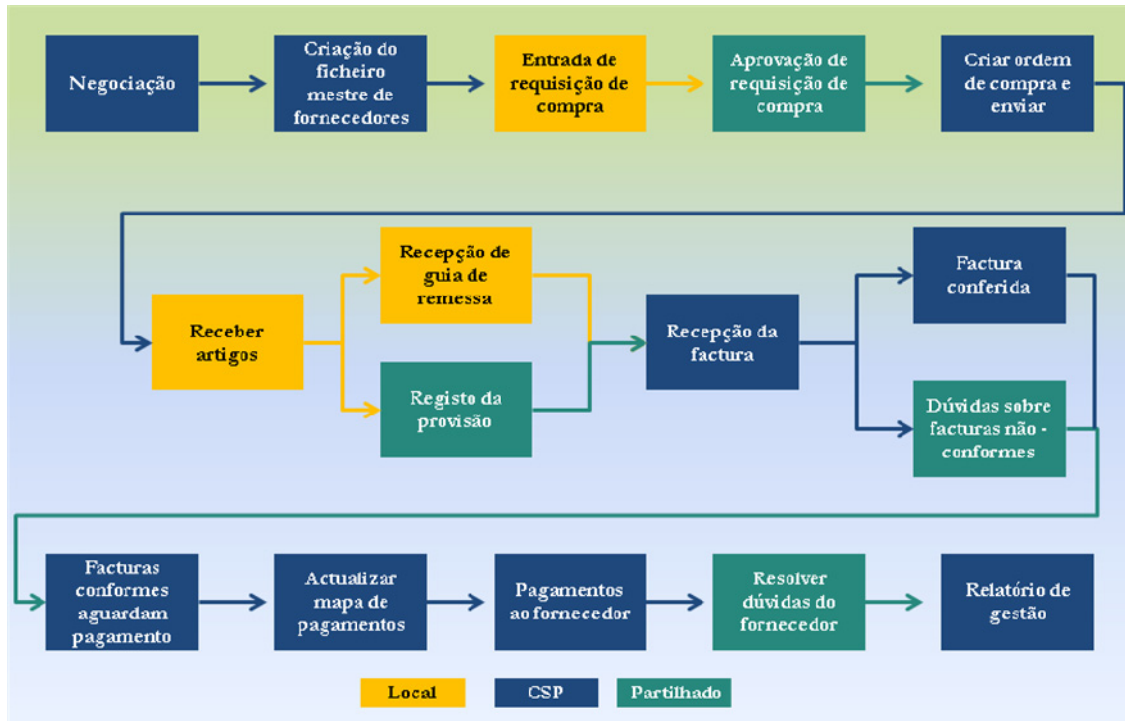 Negociação
Criação do
ficheiro
mestre de
fornecedores
Entrada de
requisição de
compra
Aprovação de
requisição de
compra
Criar ordem
de compra e
enviar
Receber
artigos
Recepção de
guia de
remessa
Registo da
provisão
Recepção da
factura
Factura
conferida
Dúvidas sobre
facturas não -
conformes
Facturas
conformes
aguardam
pagamento
Actualizar
mapa de
pagamentos
Pagamentos
ao fornecedor
Resolver
dúvidas do
fornecedor
Relatório de
gestão
Local
CSP
Partilhado